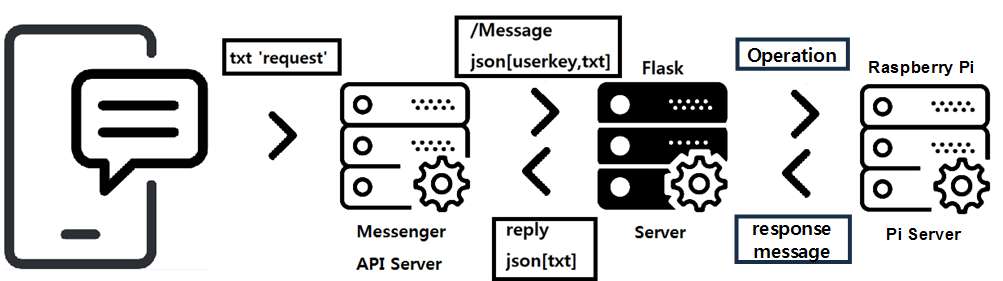 txt 'request'
/Message
json[userkey,txt]
Flask
Operation
Raspberry Pi
Messenger
API Server
reply
json[txt]
Server
response
message
Pi Server